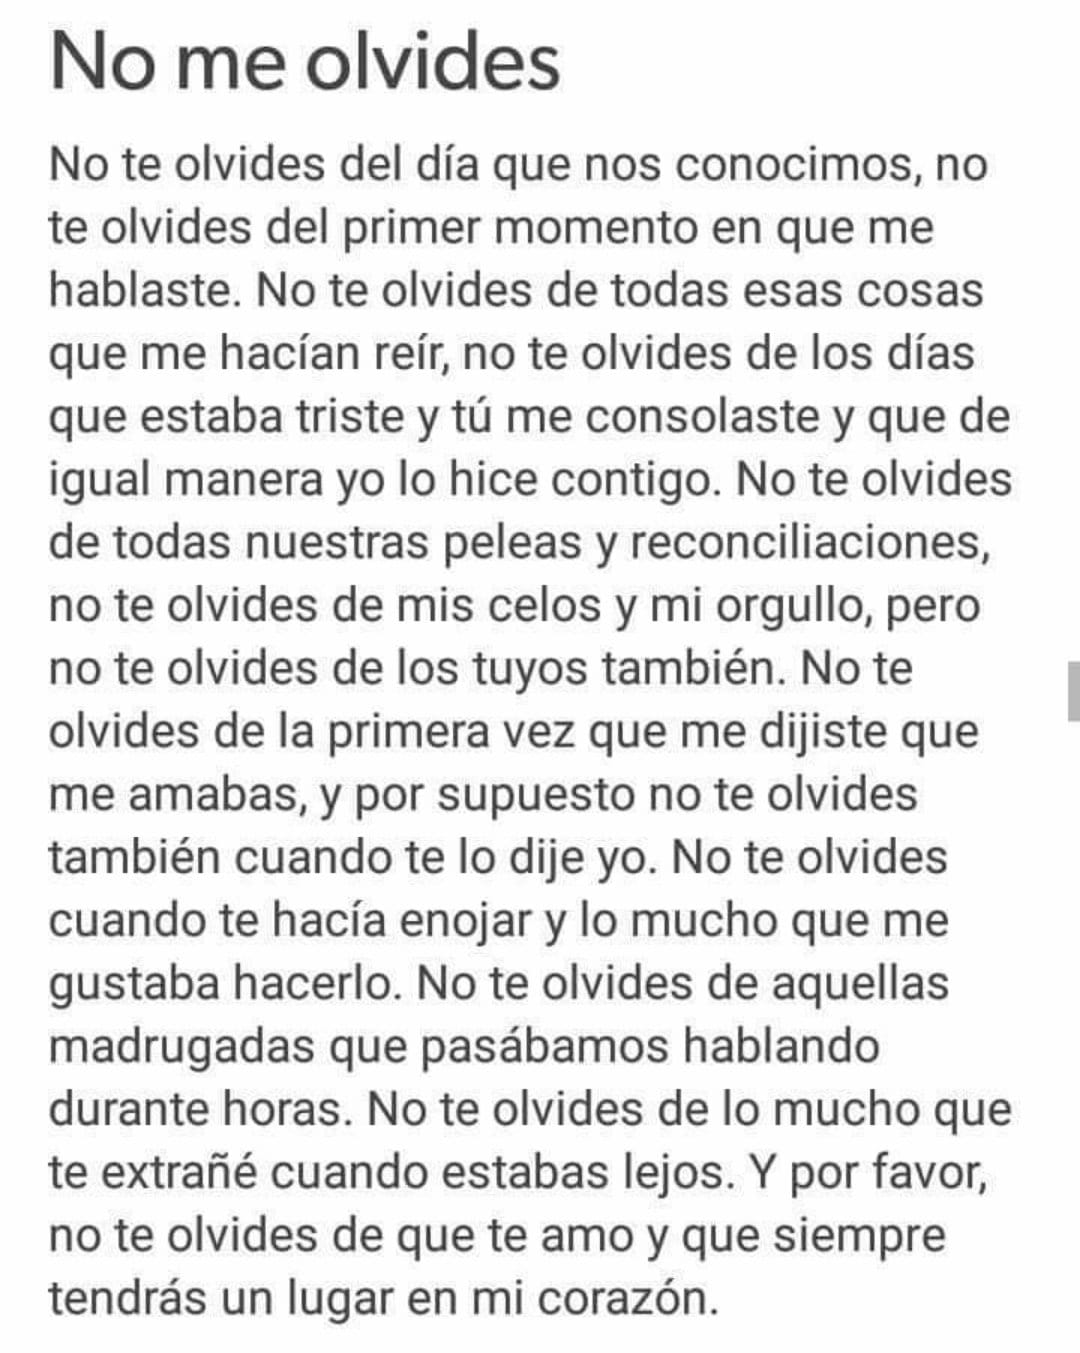 No me olvides
No te olvides del día que nos conocimos, no
te olvides del primer momento en que me
hablaste. No te olvides de todas esas cosas
que me hacían reír, no te olvides de los días
que estaba triste y tú me consolaste y que de
igual manera yo lo hice contigo. No te olvides
de todas nuestras peleas y reconciliaciones,
no te olvides de mis celos y mi orgullo, pero
no te olvides de los tuyos también. No te
olvides de la primera vez que me dijiste que
me amabas, y por supuesto no te olvides
también cuando te lo dije yo. No te olvides
cuando te hacía enojar y lo mucho que me
gustaba hacerlo. No te olvides de aquellas
madrugadas que pasábamos hablando
durante horas. No te olvides de lo mucho que
te extrañé cuando estabas lejos. Y por favor,
no te olvides de que te amo y que siempre
tendrás un lugar en mi corazón.